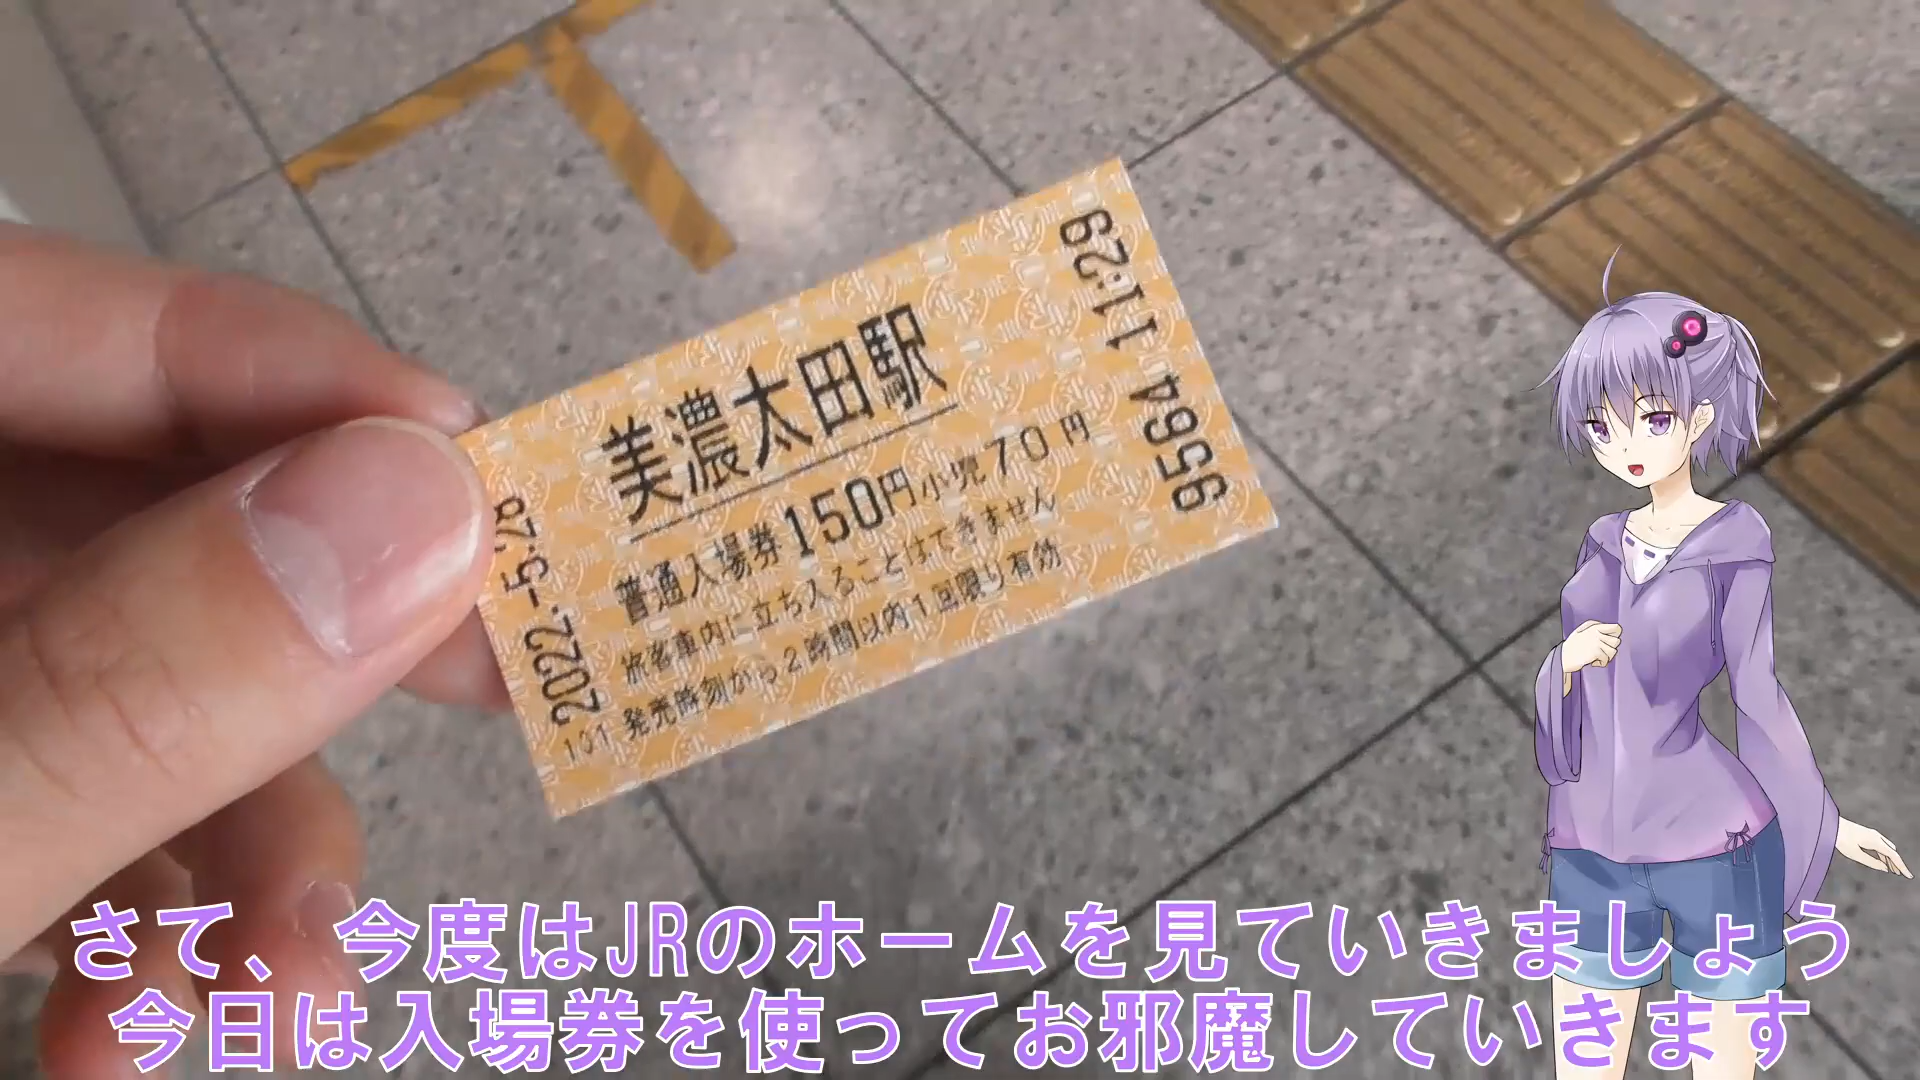 美濃太田駅
普通入場券 150円 小児70円
旅客車内に立ち入ることはできません
発売時刻から2時間以内1回限り有効
2022.-5.28
101
11:29
9584
さて、今度はJRのホームを見ていきましょう
今日は入場券を使ってお邪魔していきます